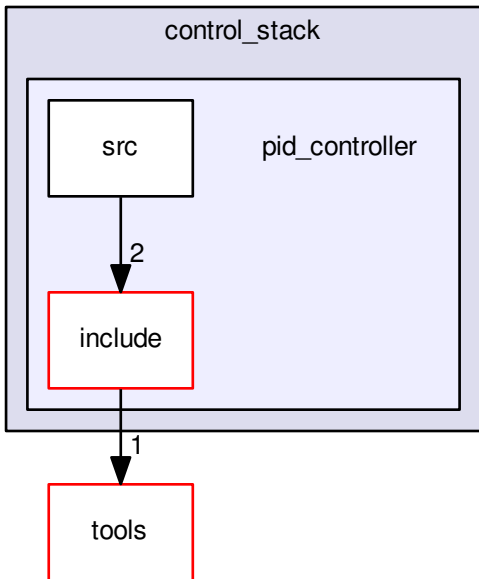 control_stack
src
pid_controller
2
include
1
tools